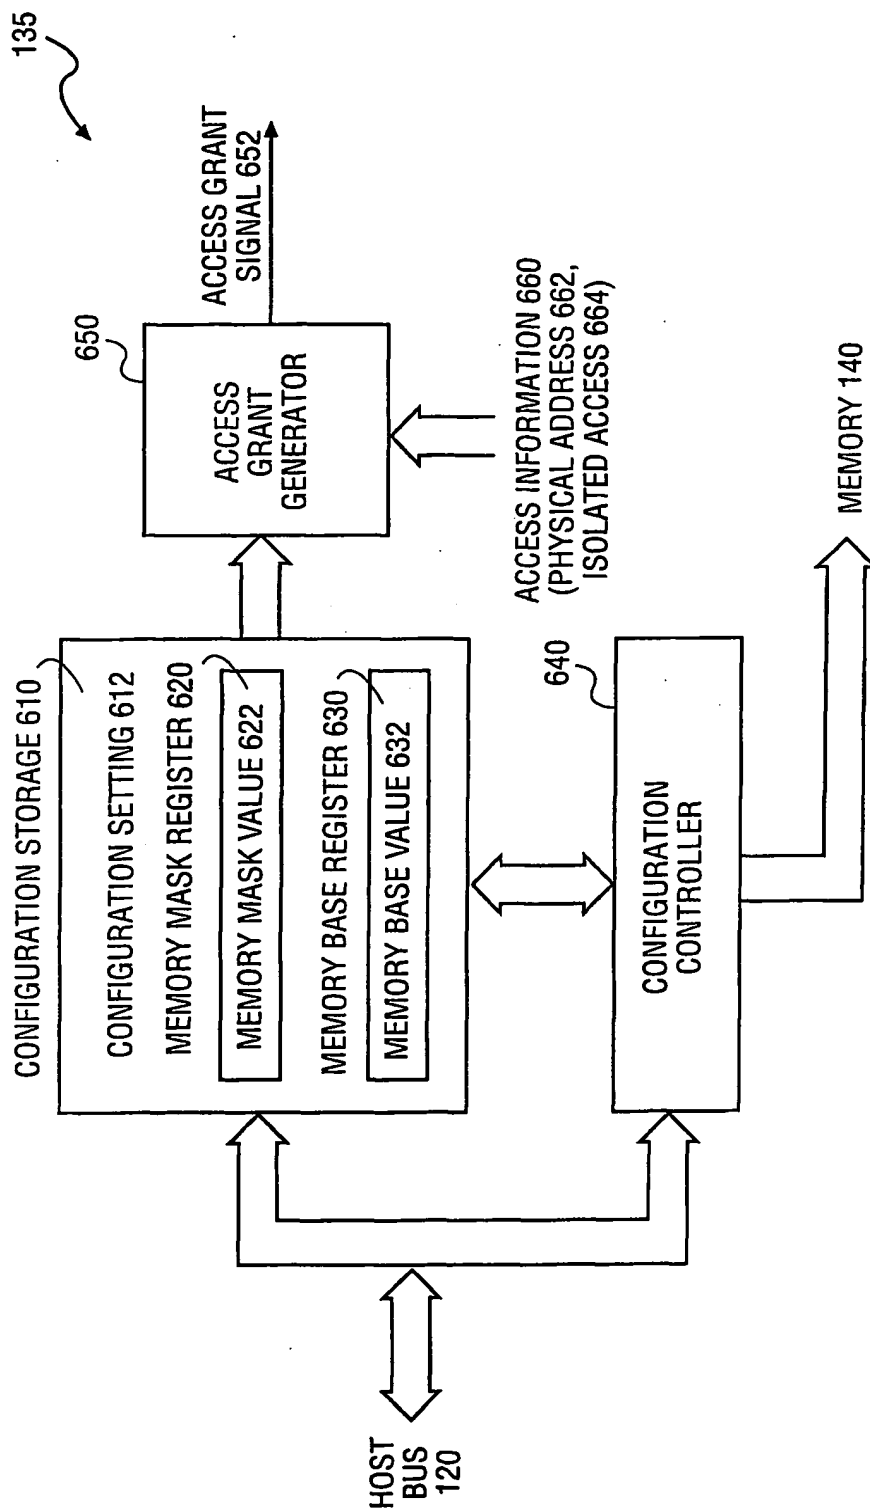 135
CONFIGURATION STORAGE 610
CONFIGURATION SETTING 612
MEMORY MASK REGISTER 620
MEMORY MASK VALUE 622
MEMORY BASE REGISTER 630
MEMORY BASE VALUE 632
650
ACCESS
GRANT
GENERATOR
ACCESS GRANT
SIGNAL 652
ACCESS INFORMATION 660
(PHYSICAL ADDRESS 662,
ISOLATED ACCESS 664)
HOST
BUS
120
640
CONFIGURATION
CONTROLLER
MEMORY 140